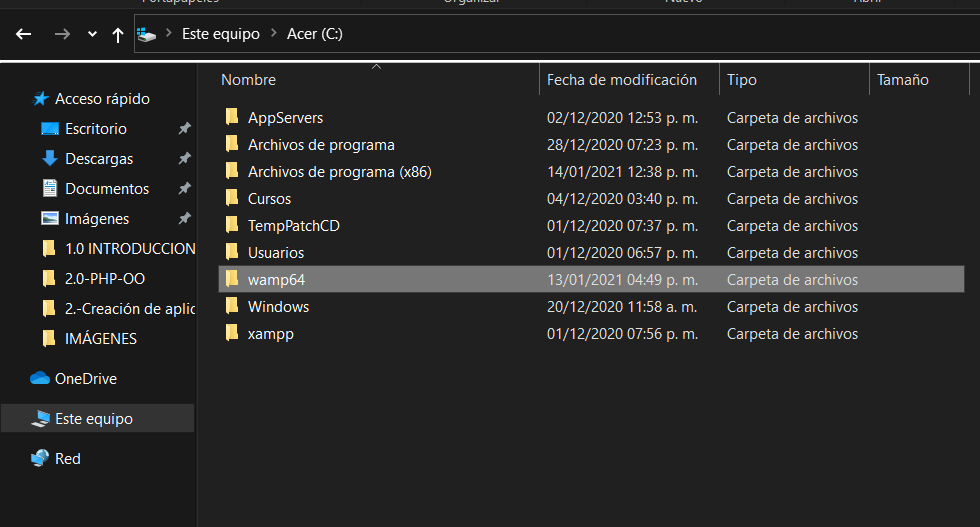 Portapapeles Organizar Nuevo Abrir
Este equipo > Acer (C:)
Nombre Fecha de modificación Tipo Tamaño
Acceso rápido
Escritorio
Descargas
Documentos
Imágenes
1.0 INTRODUCCION
2.0-PHP-OO
2.-Creación de aplic
IMÁGENES
OneDrive
Este equipo
Red
AppServers 02/12/2020 12:53 p. m. Carpeta de archivos
Archivos de programa 28/12/2020 07:23 p. m. Carpeta de archivos
Archivos de programa (x86) 14/01/2021 12:38 p. m. Carpeta de archivos
Cursos 04/12/2020 03:40 p. m. Carpeta de archivos
TempPatchCD 01/12/2020 07:37 p. m. Carpeta de archivos
Usuarios 01/12/2020 06:57 p. m. Carpeta de archivos
wamp64 13/01/2021 04:49 p. m. Carpeta de archivos
Windows 20/12/2020 11:58 a. m. Carpeta de archivos
xampp 01/12/2020 07:56 p. m. Carpeta de archivos